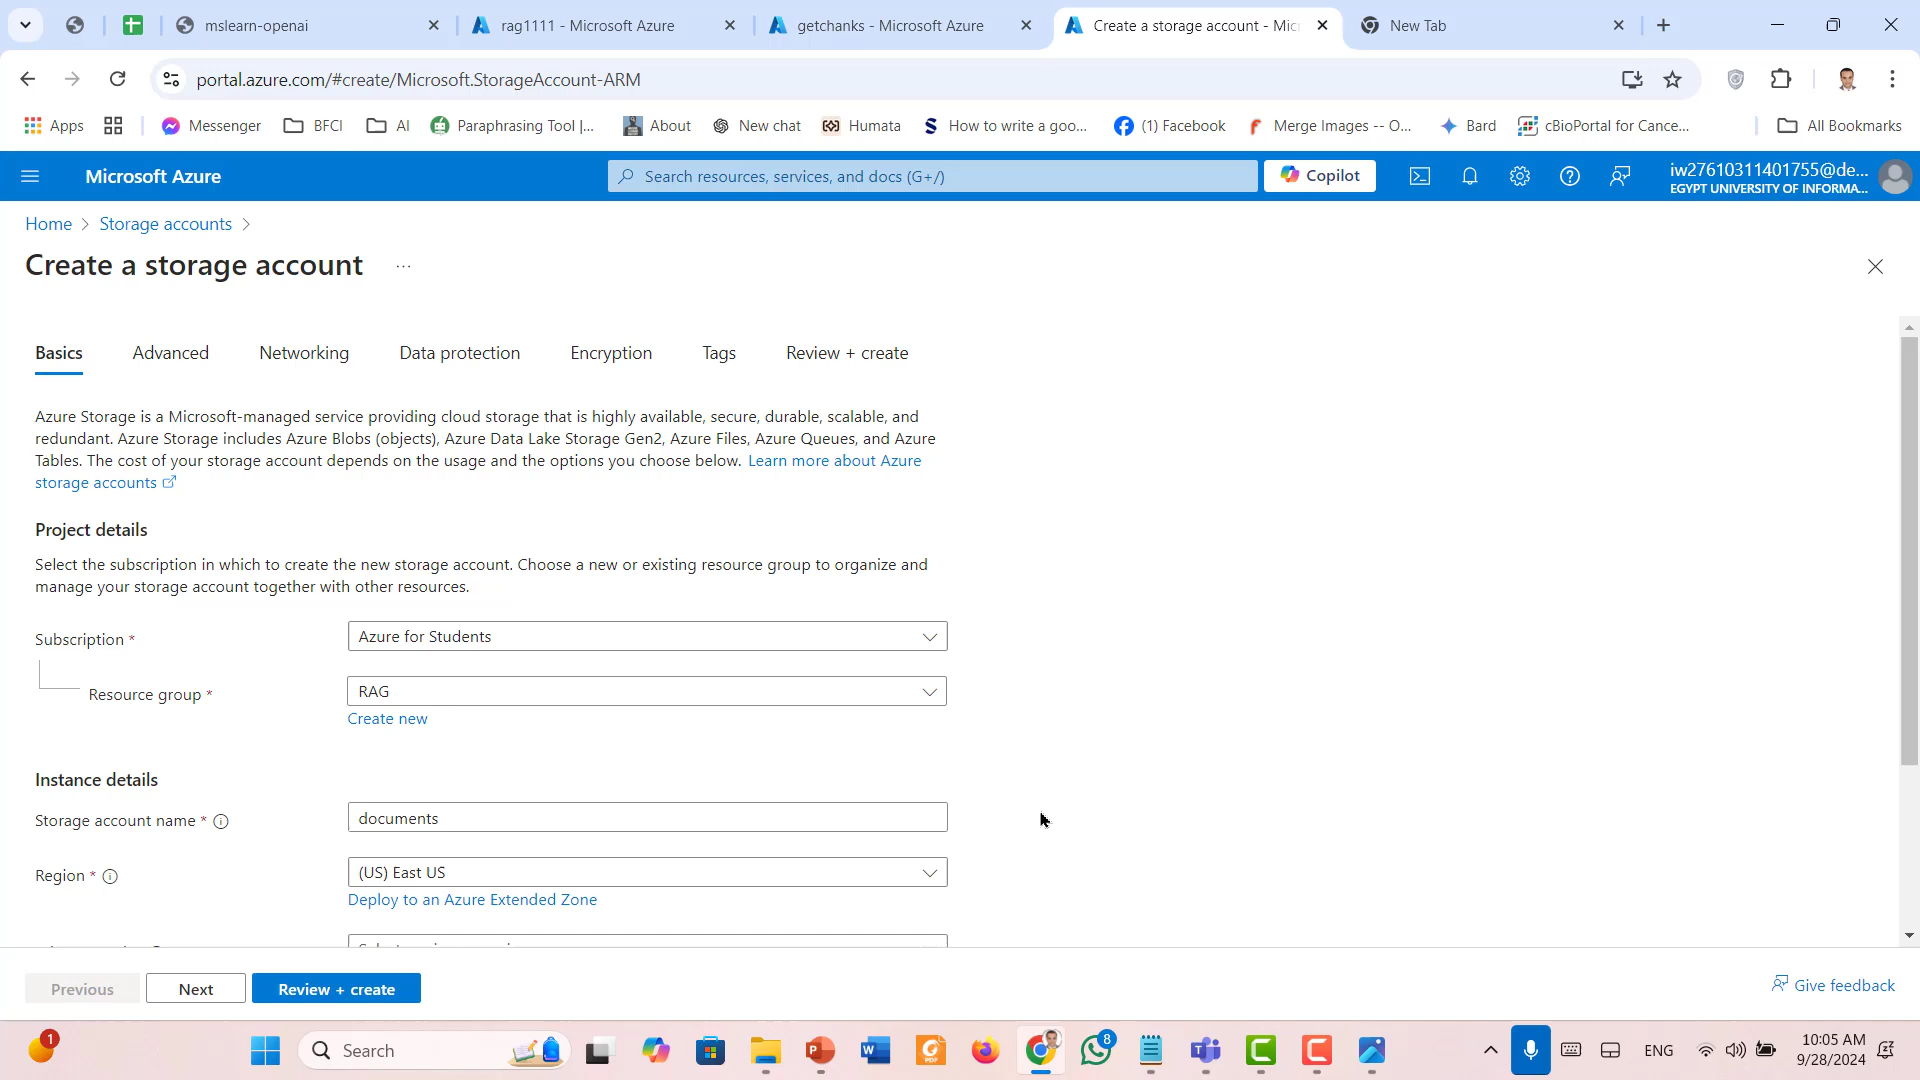 mslearn-openai
rag1111 - Microsoft Azure
getchanks - Microsoft Azure
Create a storage account - Mic
New Tab
portal.azure.com/#create/Microsoft.StorageAccount-ARM
Apps
Messenger
BFCI
AI
Paraphrasing Tool |...
About
New chat
Humata
How to write a goo...
(1) Facebook
Merge Images -- O...
Bard
cBioPortal for Cance...
All Bookmarks
Microsoft Azure
Search resources, services, and docs (G+/)
Copilot
iw27610311401755@de...
EGYPT UNIVERSITY OF INFORMA...
Home > Storage accounts >
Create a storage account ...
Basics
Advanced
Networking
Data protection
Encryption
Tags
Review + create
Azure Storage is a Microsoft-managed service providing cloud storage that is highly available, secure, durable, scalable, and
redundant. Azure Storage includes Azure Blobs (objects), Azure Data Lake Storage Gen2, Azure Files, Azure Queues, and Azure
Tables. The cost of your storage account depends on the usage and the options you choose below. Learn more about Azure
storage accounts
Project details
Select the subscription in which to create the new storage account. Choose a new or existing resource group to organize and
manage your storage account together with other resources.
Subscription *
Azure for Students
Resource group *
RAG
Create new
Instance details
Storage account name *
documents
Region *
(US) East US
Deploy to an Azure Extended Zone
Previous
Next
Review + create
Give feedback
1
Search
8
ENG
10:05 AM
9/28/2024